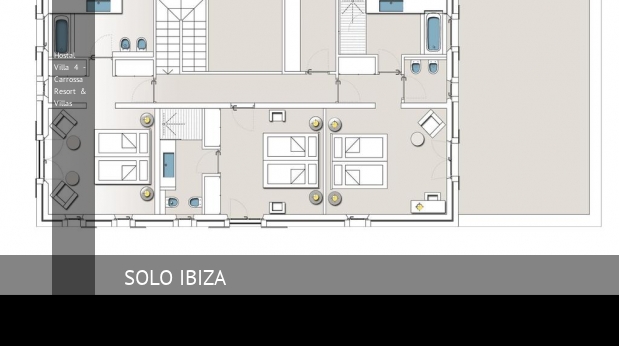 Hostal
Villa 4 -
Carrossa
Resort &
Villas
SOLO IBIZA